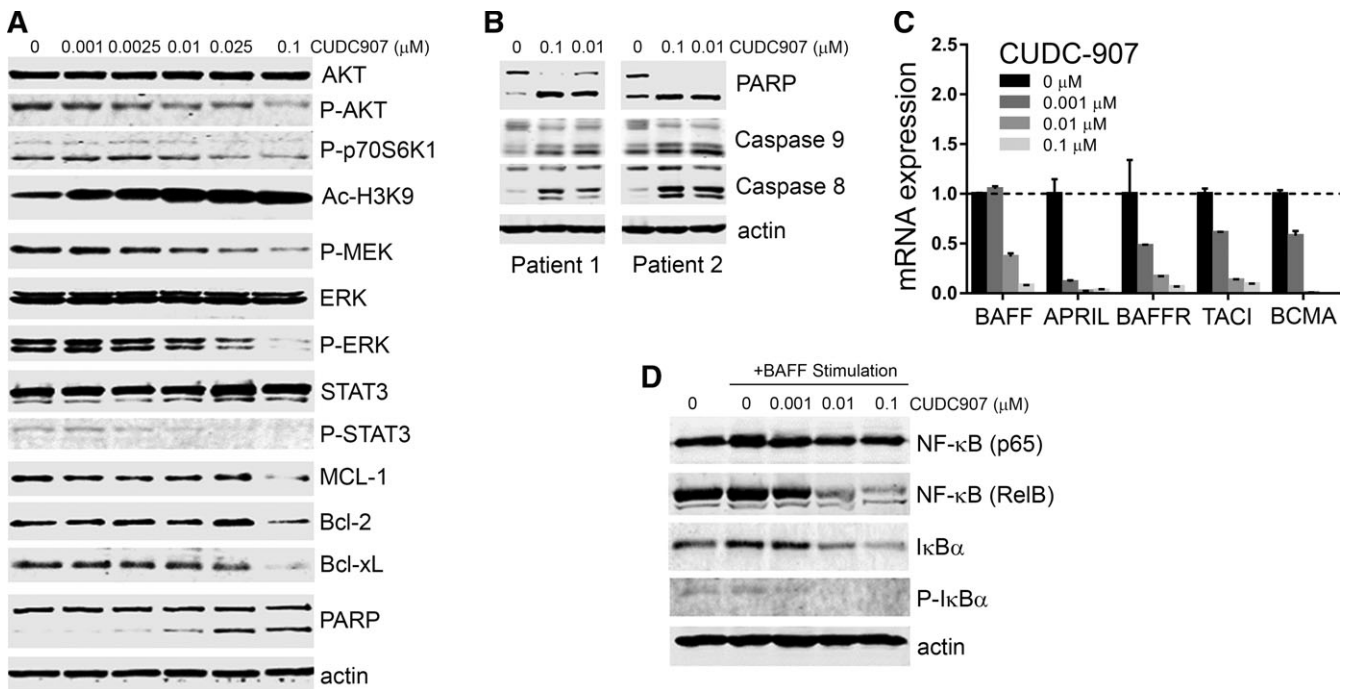 A
0 0.001 0.0025 0.01 0.025 0.1 CUDC907 (μM)
AKT
P-AKT
P-p70S6K1
Ac-H3K9
P-MEK
ERK
P-ERK
STAT3
P-STAT3
MCL-1
Bcl-2
Bcl-xL
PARP
actin
B
0 0.1 0.01 0 0.1 0.01 CUDC907 (μM)
PARP
Caspase 9
Caspase 8
actin
Patient 1 Patient 2
C
mRNA expression
2.5
2.0
1.5
1.0
0.5
0.0
CUDC-907
0 μM
0.001 μM
0.01 μM
0.1 μM
BAFF APRIL BAFFR TACI BCMA
D
+BAFF Stimulation
0 0 0.001 0.01 0.1 CUDC907 (μM)
NF-κB (p65)
NF-κB (RelB)
IκBα
P-IκBα
actin